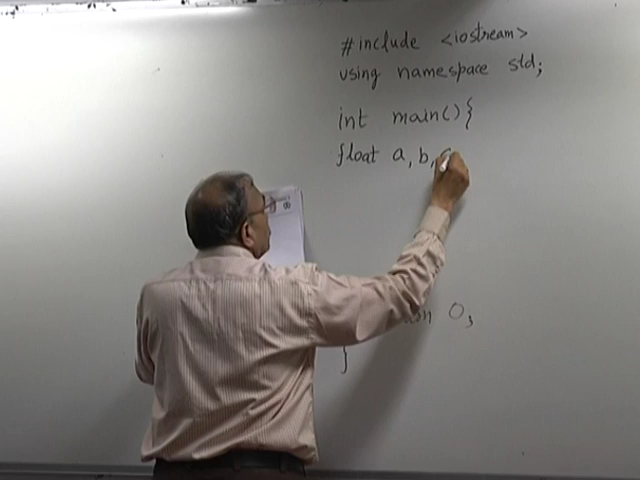 #include <iostream>
using namespace std;
int main() {
float a, b,
0;
}